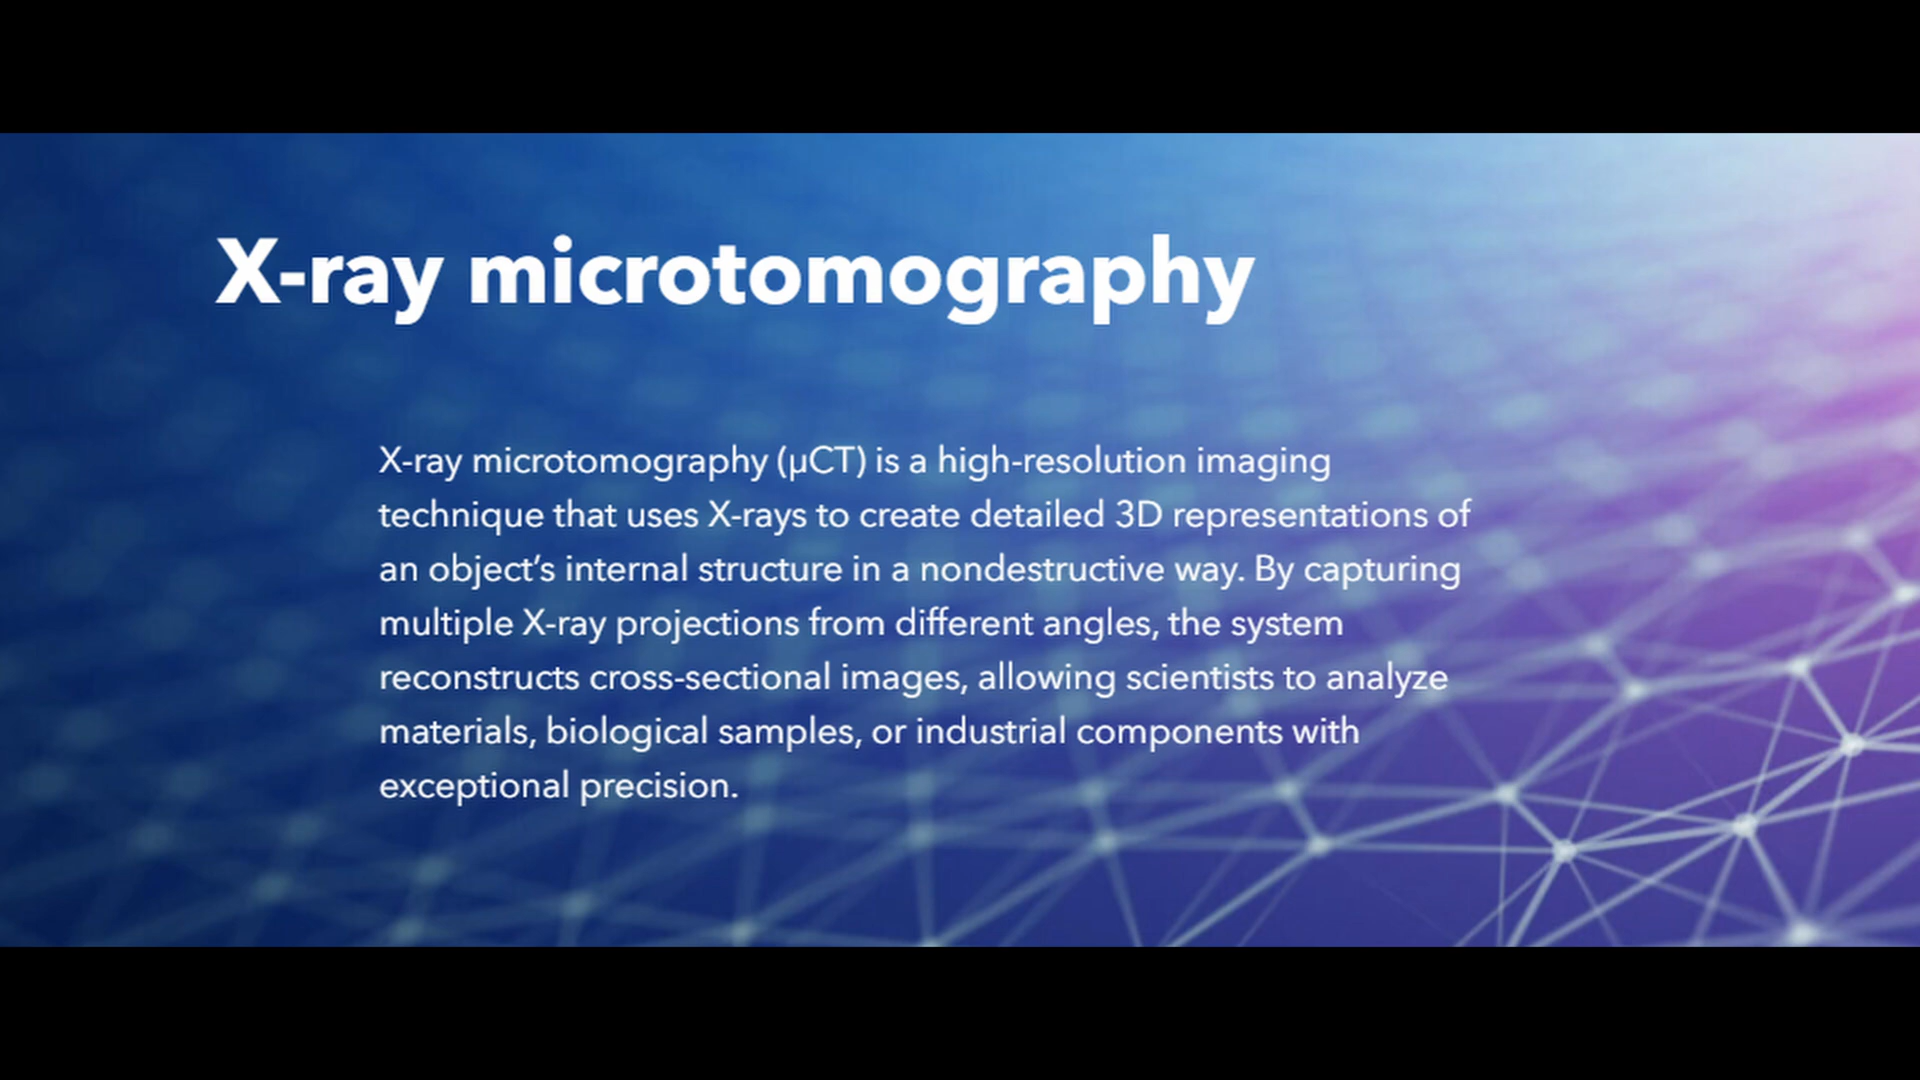 X-ray microtomography
X-ray microtomography (µCT) is a high-resolution imaging
technique that uses X-rays to create detailed 3D representations of
an object’s internal structure in a nondestructive way. By capturing
multiple X-ray projections from different angles, the system
reconstructs cross-sectional images, allowing scientists to analyze
materials, biological samples, or industrial components with
exceptional precision.